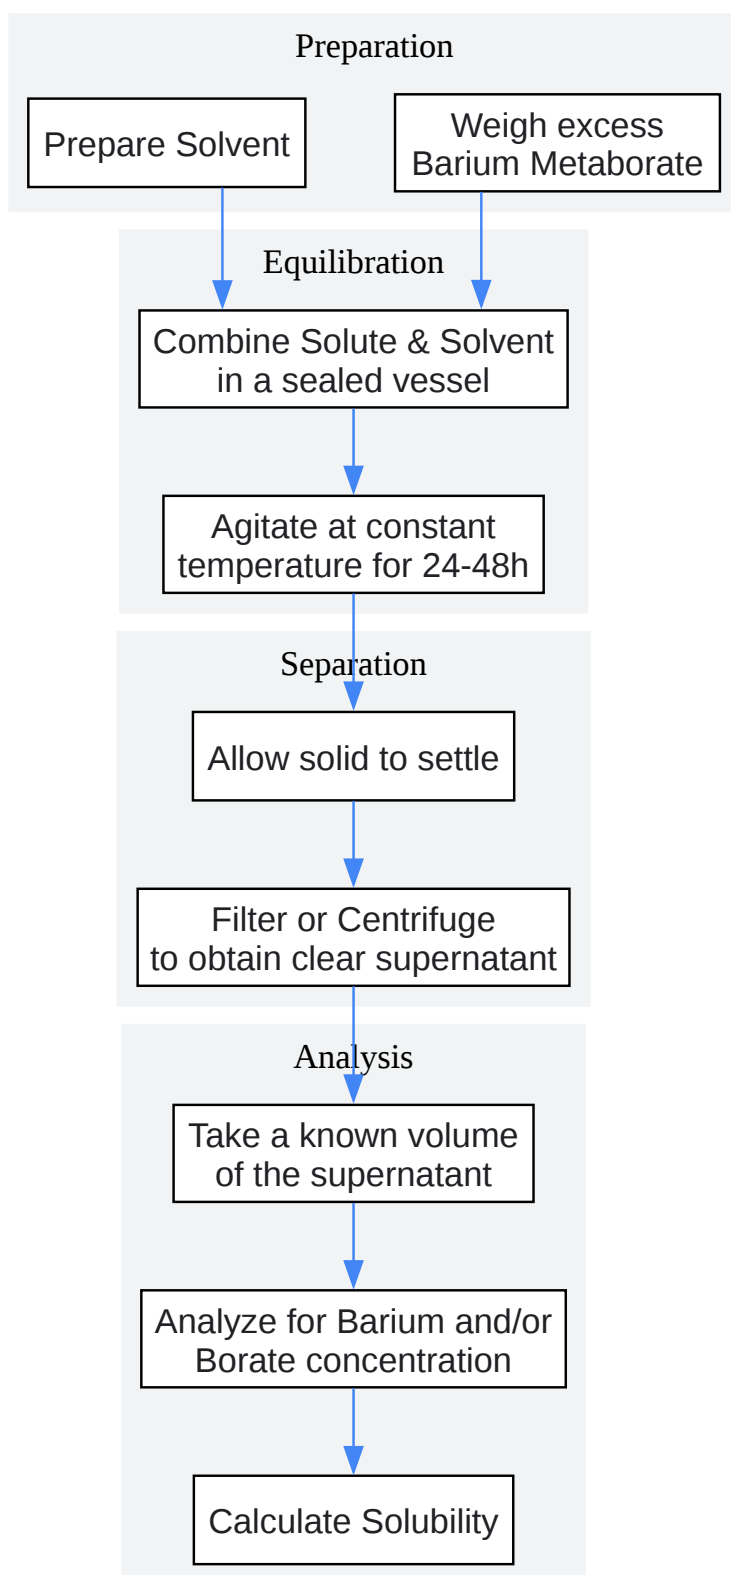 Preparation
Prepare Solvent
Weigh excess
Barium Metaborate
Equilibration
Combine Solute & Solvent
in a sealed vessel
Agitate at constant
temperature for 24-48h
Separation
Allow solid to settle
Filter or Centrifuge
to obtain clear supernatant
Analysis
Take a known volume
of the supernatant
Analyze for Barium and/or
Borate concentration
Calculate Solubility